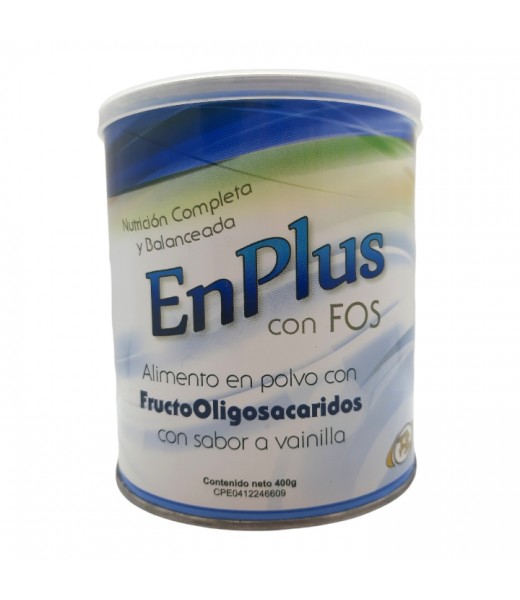 Nutrición Completa
y Balanceada
EnPlus
con FOS
Alimento en polvo con
FructoOligosacaridos
con sabor a vainilla
Contenido neto 400g
CPE0412246609